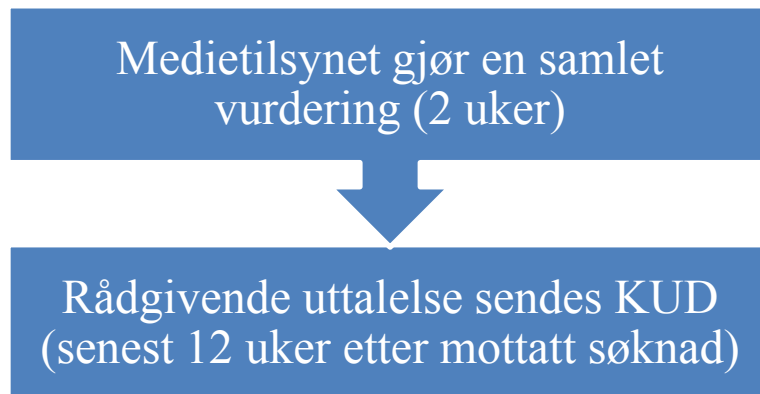 Medietilsynet gjør en samlet
vurdering (2 uker)
Rådgivende uttalelse sendes KUD
(senest 12 uker etter mottatt søknad)